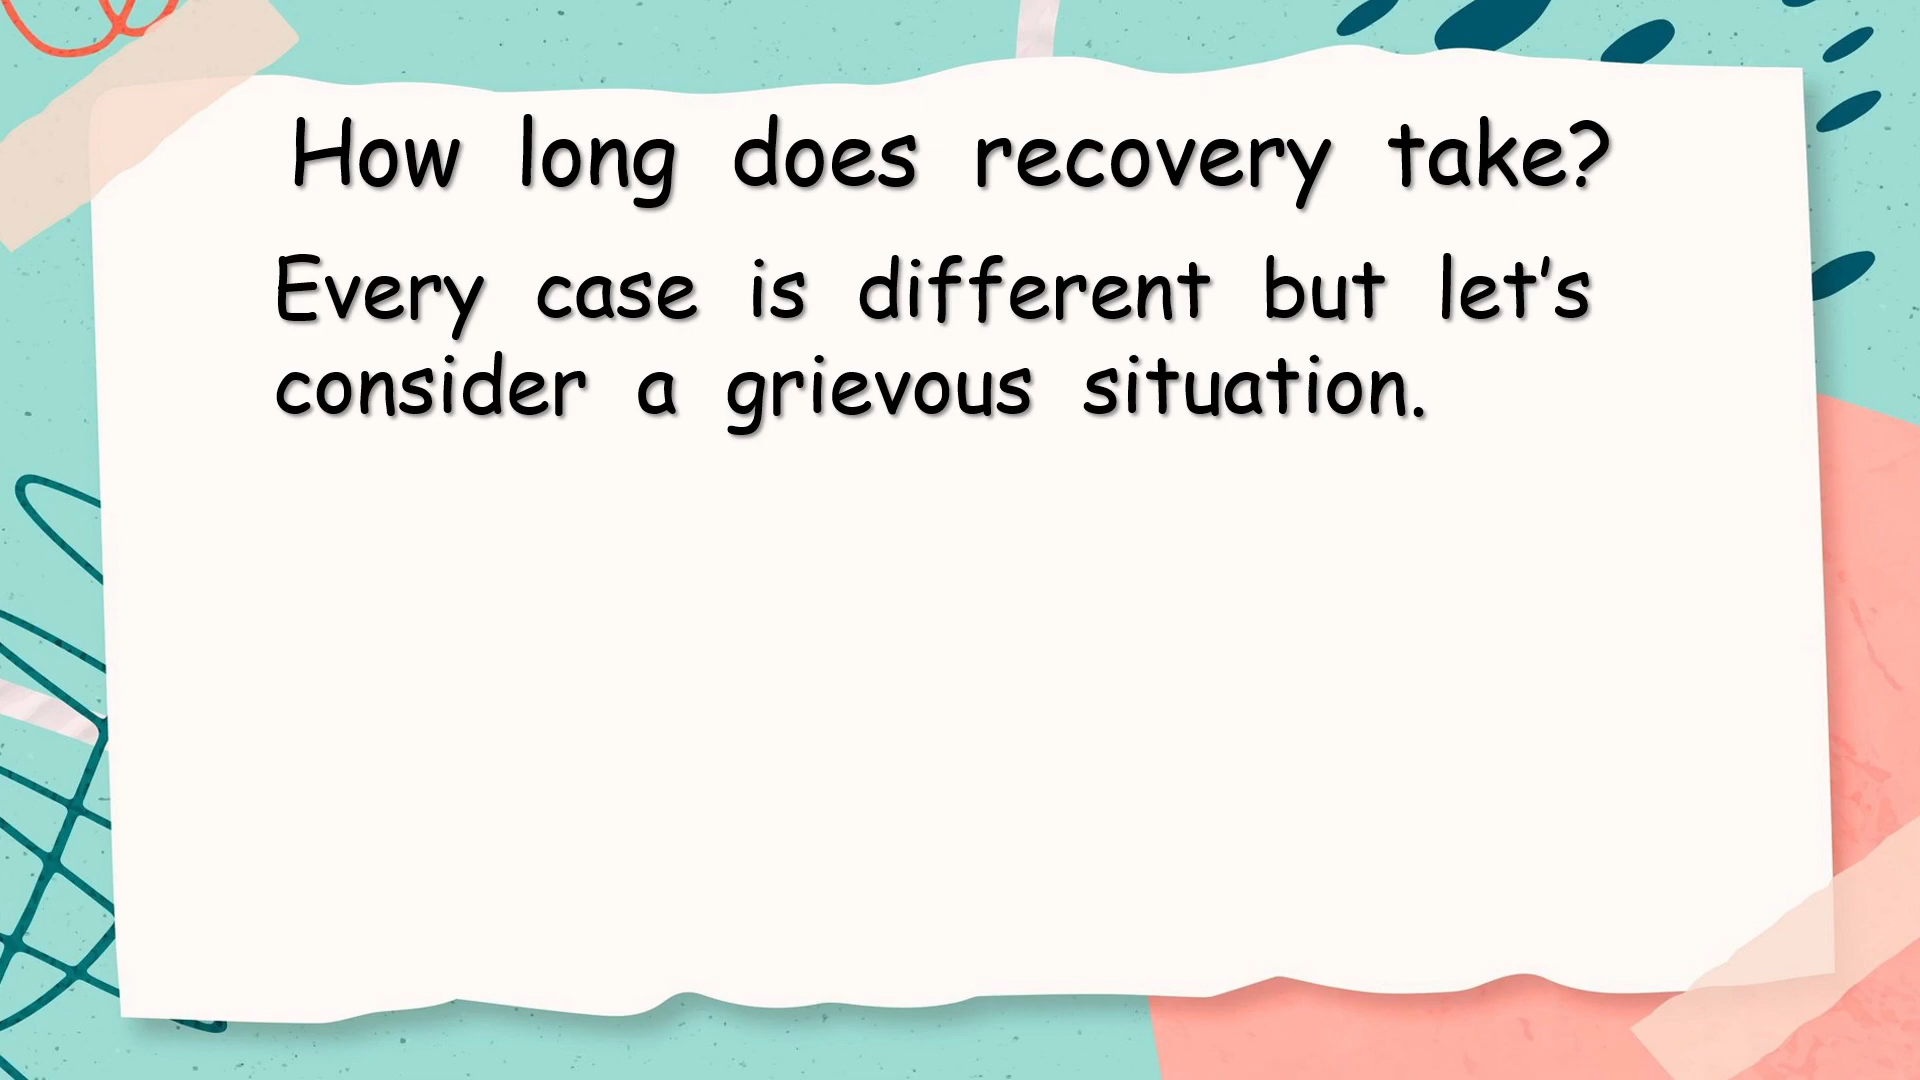 How long does recovery take?
Every case is different but let's
consider a grievous situation.